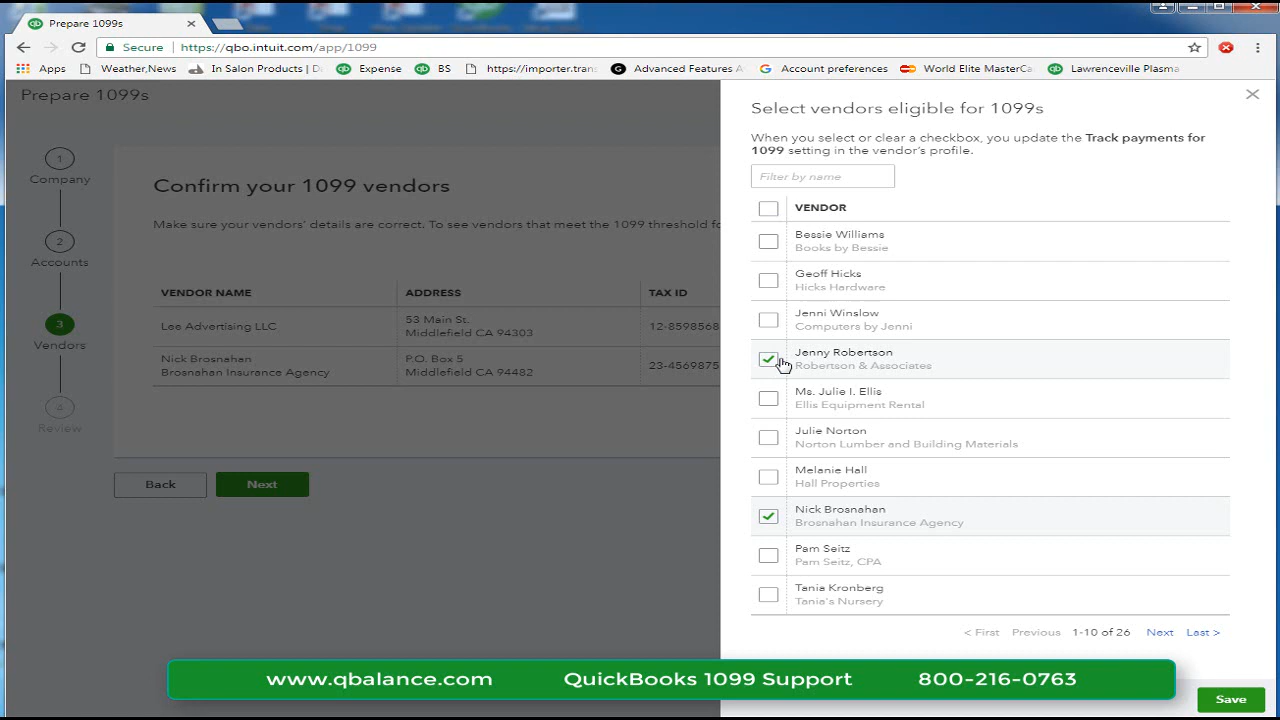 Prepare 1099s
Secure
https://qbo.intuit.com/app/1099
Apps
Weather,News
In Salon Products | D
Expense
BS
https://importer.tran
Advanced Features A
Account preferences
World Elite MasterCa
Lawrenceville Plasma
Prepare 1099s
1
Company
2
Accounts
3
Vendors
4
Review
Confirm your 1099 vendors
Make sure your vendors' details are correct. To see vendors that meet the 1099 threshold fo
VENDOR NAME
ADDRESS
TAX ID
Lee Advertising LLC
53 Main St.
Middlefield CA 94303
12-8598568
Nick Brosnahan
Brosnahan Insurance Agency
P.O. Box 5
Middlefield CA 94482
23-4569875
Back
Next
Select vendors eligible for 1099s
When you select or clear a checkbox, you update the Track payments for
1099 setting in the vendor's profile.
Filter by name
VENDOR
Bessie Williams
Books by Bessie
Geoff Hicks
Hicks Hardware
Jenni Winslow
Computers by Jenni
Jenny Robertson
Robertson & Associates
Ms. Julie I. Ellis
Ellis Equipment Rental
Julie Norton
Norton Lumber and Building Materials
Melanie Hall
Hall Properties
Nick Brosnahan
Brosnahan Insurance Agency
Pam Seitz
Pam Seitz, CPA
Tania Kronberg
Tania's Nursery
< First
Previous
1-10 of 26
Next
Last >
www.qbalance.com
QuickBooks 1099 Support
800-216-0763
Save